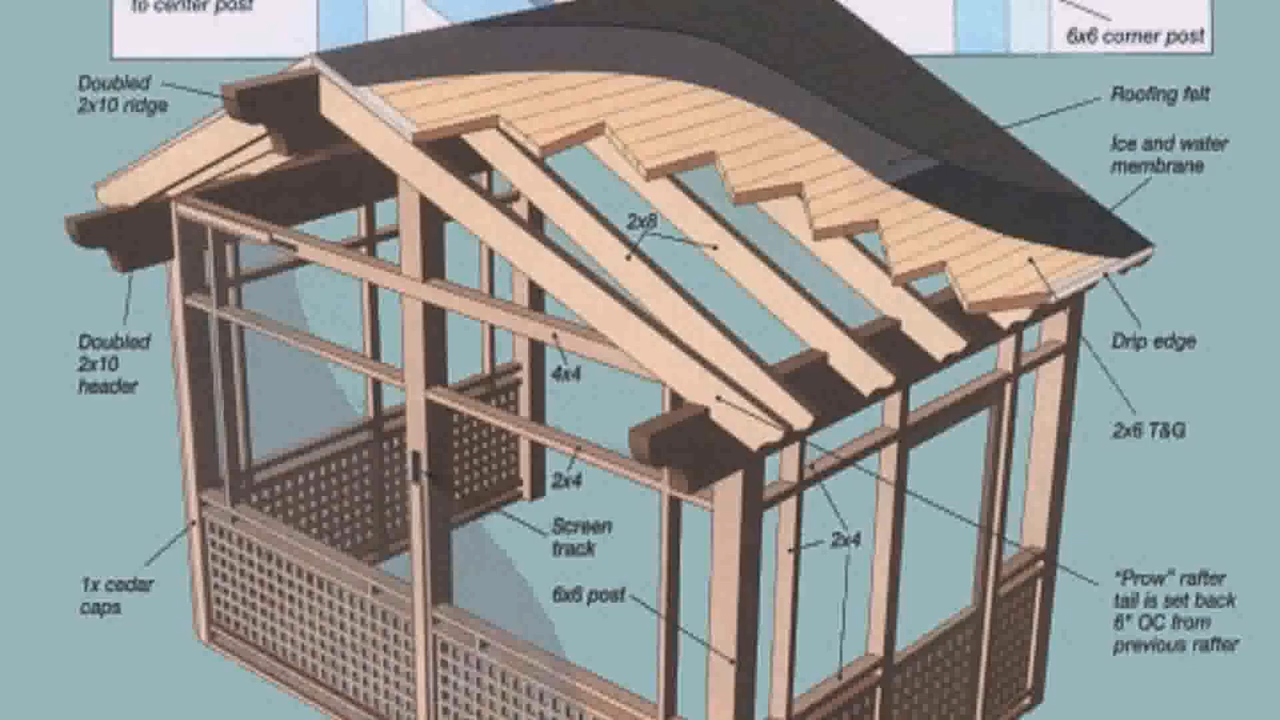 to center post
6x6 corner post
Doubled
2x10 ridge
Roofing felt
Ice and water
membrane
2x8
Doubled
2x10
header
4x4
Drip edge
2x6 T&G
2x4
Screen
track
2x4
1x cedar
caps
6x6 post
"Prow" rafter
tail is set back
6" OC from
previous rafter